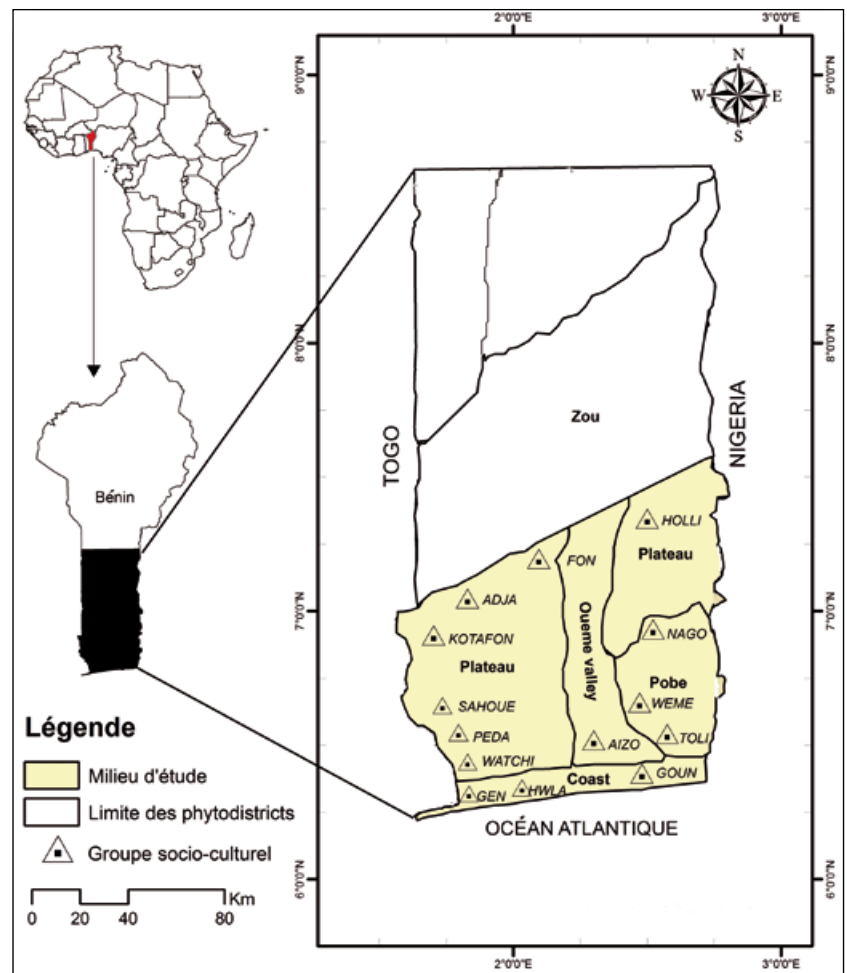 2°0'0"E
3°0'0"E
9°0'0"N
9°0'0"N
N
W
E
S
8°0'0"N
8°0'0"N
TOGO
NIGERIA
Zou
Bénin
HOLLI
FON
Plateau
ADJA
7°0'0"N
7°0'0"N
KOTAFON
NAGO
Oueme valley
Plateau
Pobe
SAHOUE
WEME
PEDA
AIZO
TOLI
WATCHI
Coast
GOUN
GEN
HWLA
OCÉAN ATLANTIQUE
6°0'0"N
6°0'0"N
2°0'0"E
3°0'0"E
Légende
Milieu d'étude
Limite des phytodistricts
Groupe socio-culturel
Km
0 20 40 80